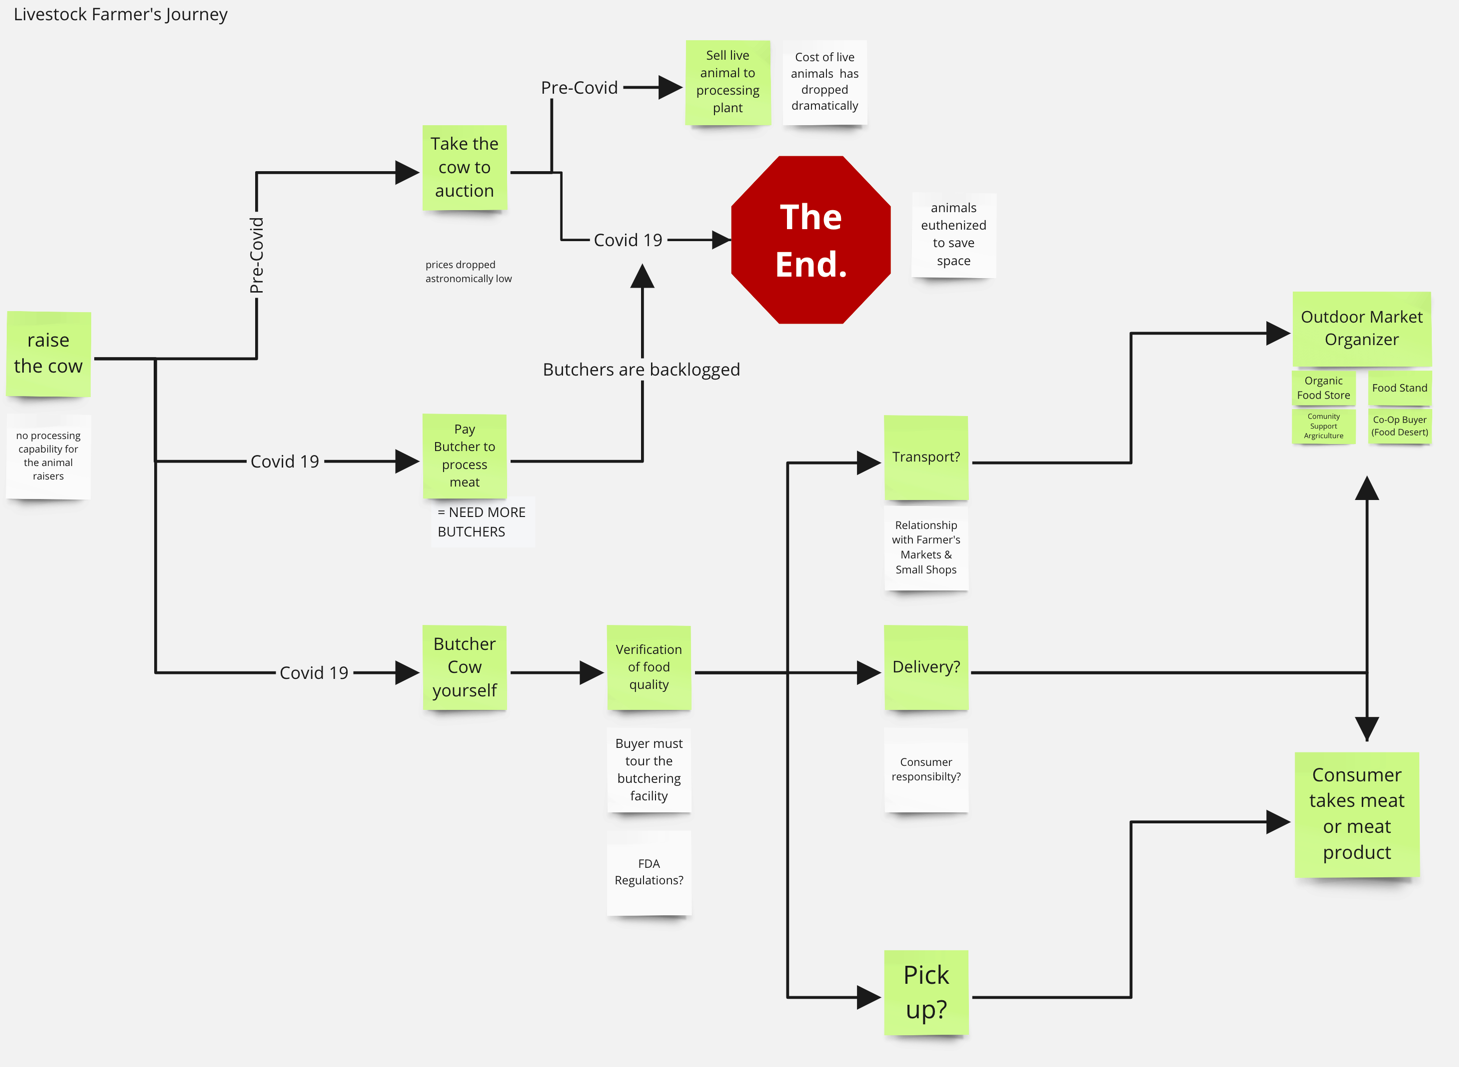 Livestock Farmer's Journey
Sell live
animal to
processing
plant
Cost of live
animals has
dropped
dramatically
Pre-Covid
Take the
cow to
auction
Pre-Covid
The
End.
animals
euthenized
to save
space
Covid 19
prices dropped
astronomically low
raise
the cow
no processing
capability for
the animal
raisers
Butchers are backlogged
Covid 19
Pay
Butcher to
process
meat
= NEED MORE
BUTCHERS
Outdoor Market
Organizer
Organic
Food Store
Food Stand
Comunity
Support
Argriculture
Co-Op Buyer
(Food Desert)
Transport?
Relationship
with Farmer's
Markets &
Small Shops
Covid 19
Butcher
Cow
yourself
Verification
of food
quality
Delivery?
Buyer must
tour the
butchering
facility
Consumer
responsibilty?
FDA
Regulations?
Consumer
takes meat
or meat
product
Pick
up?